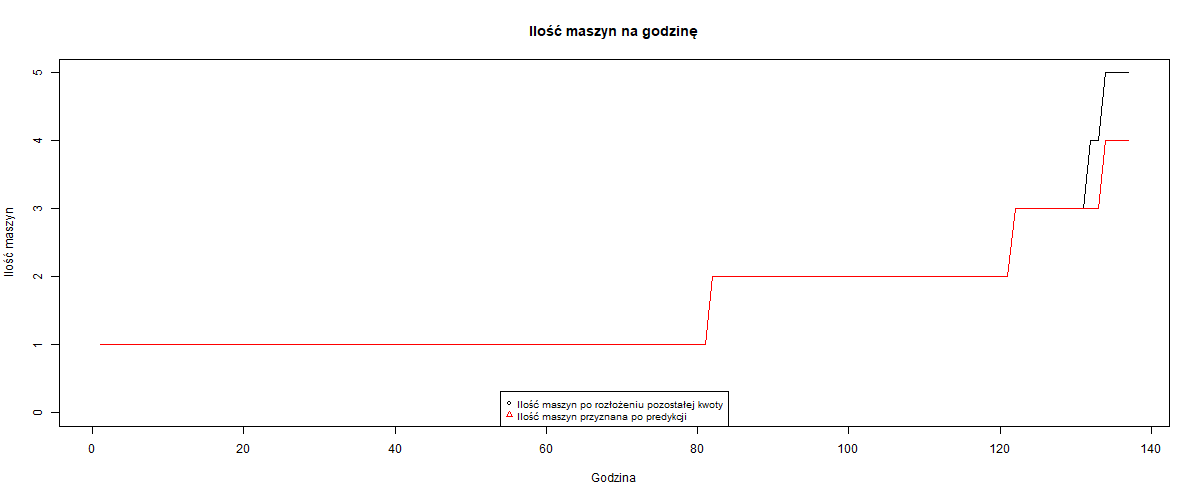 Ilość maszyn na godzinę
Ilość maszyn
5
4
3
2
1
0
Ilość maszyn po rozłożeniu pozostałej kwoty
Ilość maszyn przyznana po predykcji
0 20 40 60 80 100 120 140
Godzina